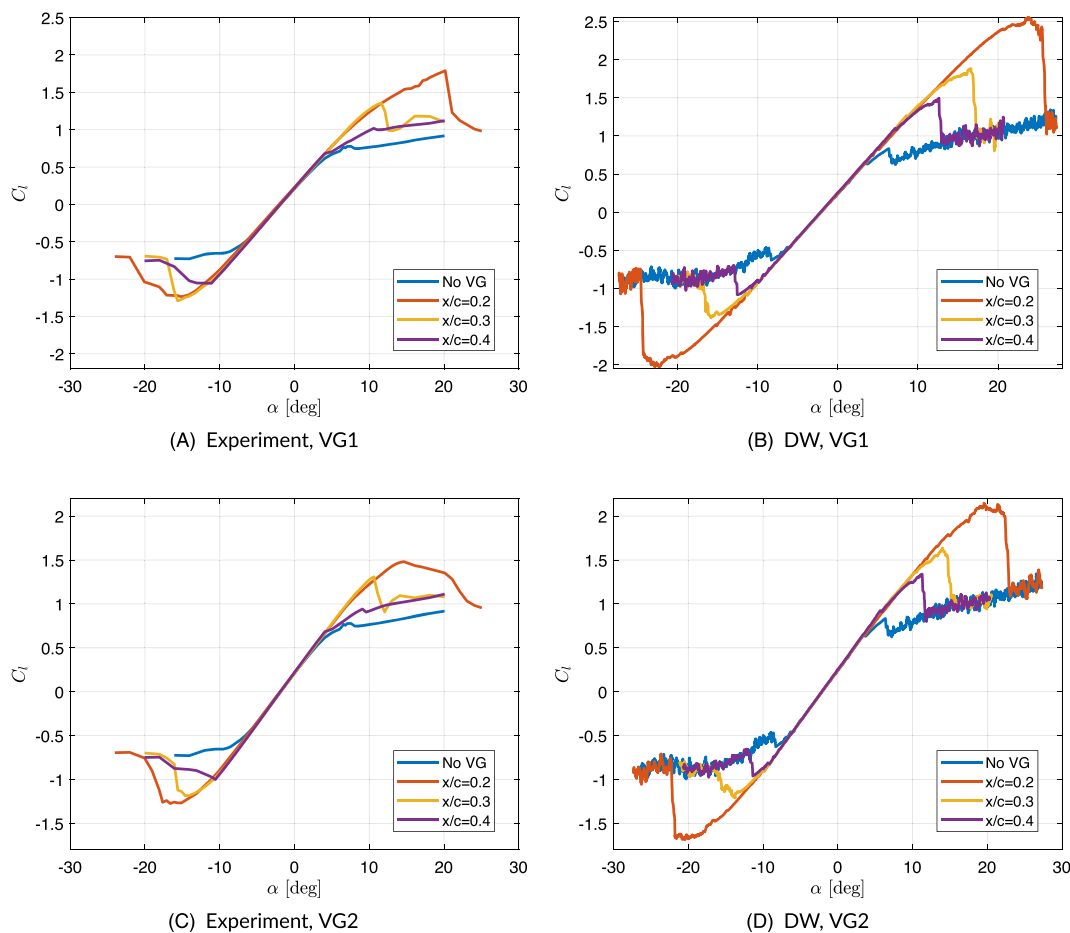 2.5
2
1.5
1
0.5
0
-0.5
-1
-1.5
-2
C_l
-30 -20 -10 0 10 20 30
α [deg]
No VG
x/c=0.2
x/c=0.3
x/c=0.4
(A) Experiment, VG1
2.5
2
1.5
1
0.5
0
-0.5
-1
-1.5
-2
C_l
-20 -10 0 10 20
α [deg]
No VG
x/c=0.2
x/c=0.3
x/c=0.4
(B) DW, VG1
2
1.5
1
0.5
0
-0.5
-1
-1.5
C_l
-30 -20 -10 0 10 20 30
α [deg]
No VG
x/c=0.2
x/c=0.3
x/c=0.4
(C) Experiment, VG2
2
1.5
1
0.5
0
-0.5
-1
-1.5
C_l
-30 -20 -10 0 10 20 30
α [deg]
No VG
x/c=0.2
x/c=0.3
x/c=0.4
(D) DW, VG2